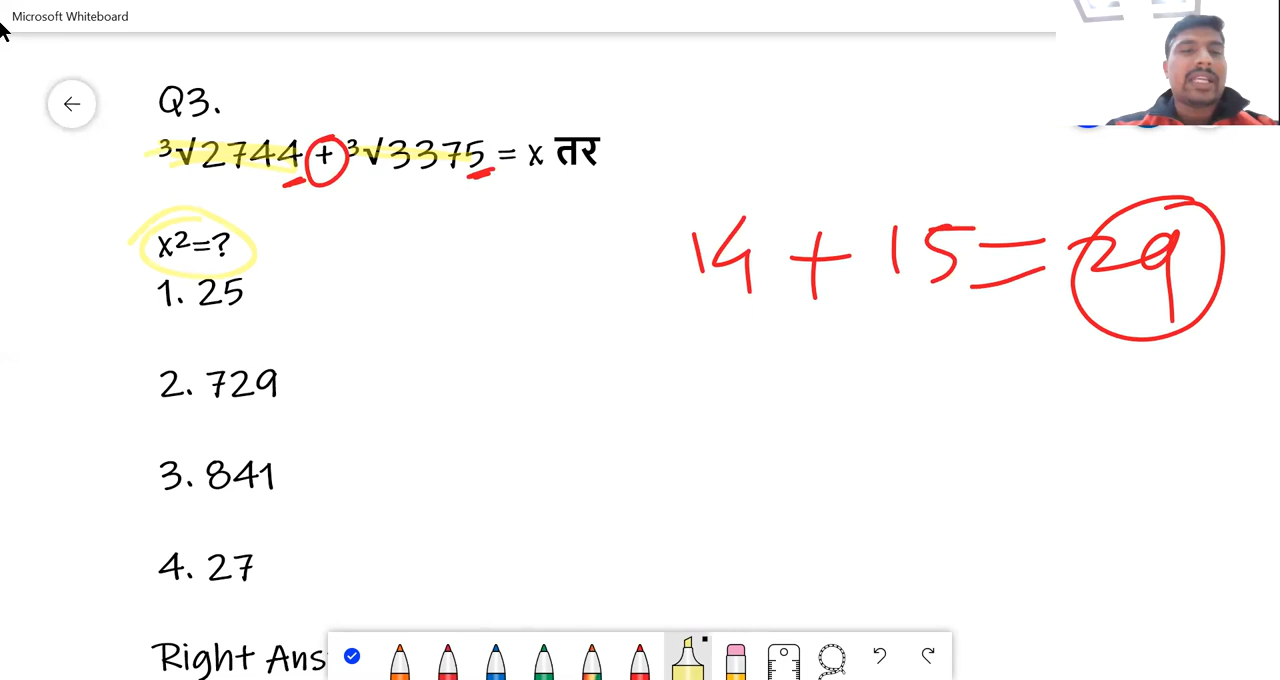 Microsoft Whiteboard
Q3.
³√2744 + ³√3375 = x तर
x²=?
14 + 15 = 29
1. 25
2. 729
3. 841
4. 27
Right Ans